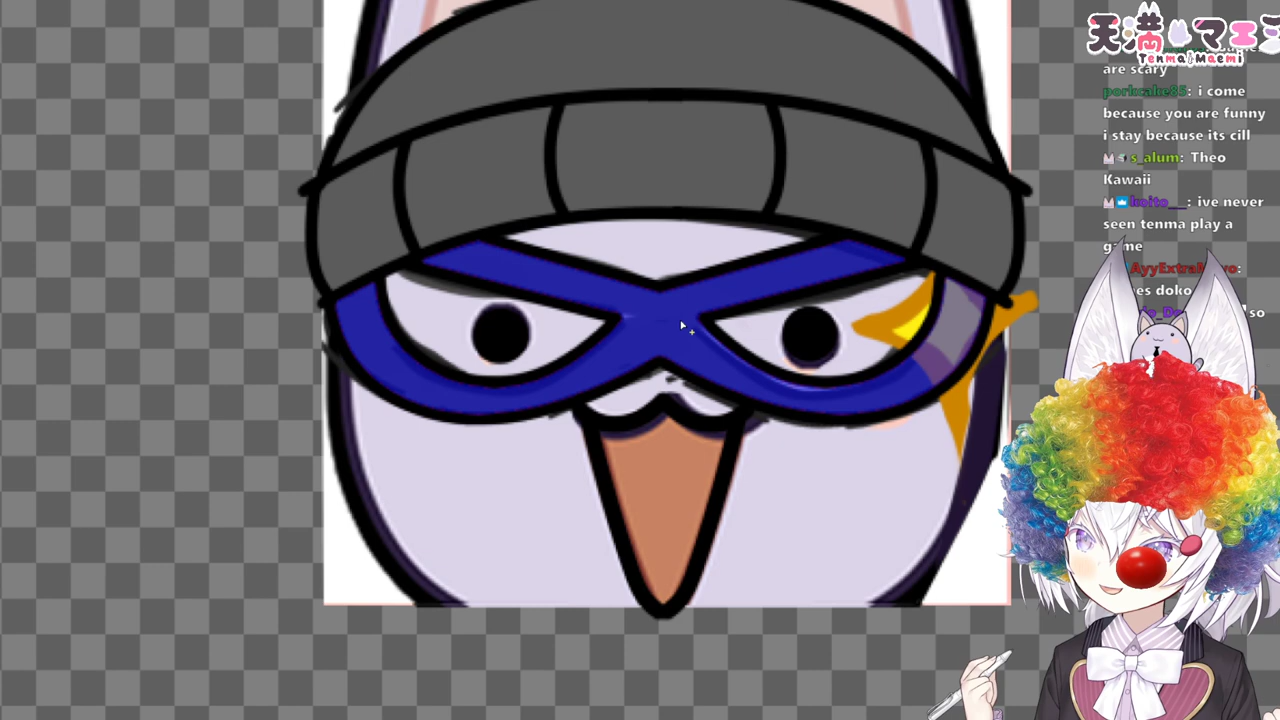 天満マエミ
Tenma Maemi
are scary
porkcake85: i come
because you are funny
i stay because its cill
s_alum: Theo
Kawaii
koito__: ive never
seen tenma play a
game
es doko